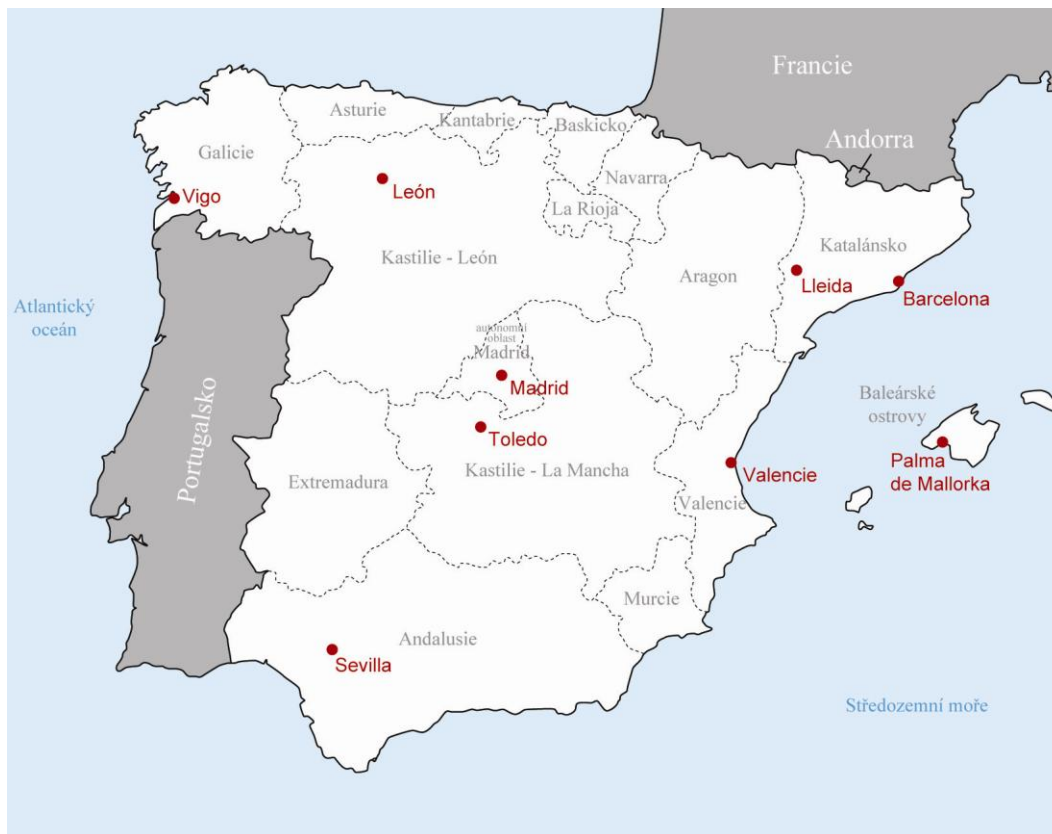 Francie
Andorra
Asturie
Kantabrie
Baskicko
Galicie
Navarra
León
Vigo
La Rioja
Katalánsko
Kastilie - León
Aragon
Lleida
Barcelona
Atlantický
oceán
autonomní
oblast
Madrid
Madrid
Baleárské
ostrovy
Portugalsko
Toledo
Palma
de Mallorka
Kastilie - La Mancha
Valencie
Extremadura
Valencie
Murcie
Andalusie
Sevilla
Středozemní moře